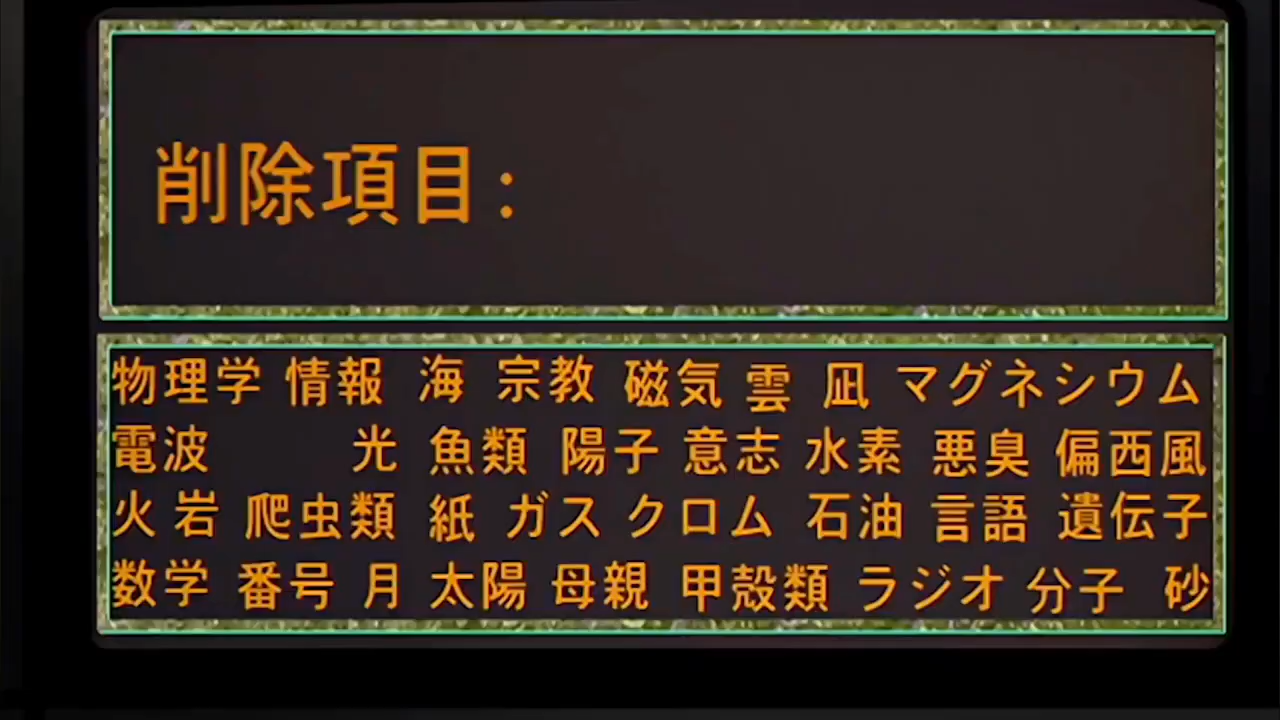 削除項目:
物理学 情報 海 宗教 磁気 雲 凪 マグネシウム
電波 光 魚類 陽子 意志 水素 悪臭 偏西風
火 岩 爬虫類 紙 ガス クロム 石油 言語 遺伝子
数学 番号 月 太陽 母親 甲殻類 ラジオ 分子 砂